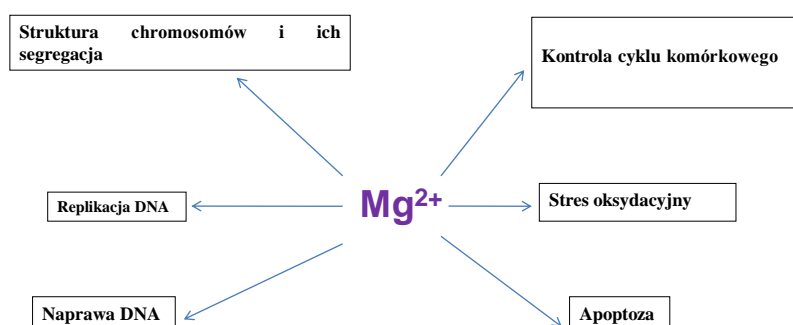 Struktura chromosomów i ich
segregacja
Kontrola cyklu komórkowego
Replikacja DNA
Mg²⁺
Stres oksydacyjny
Naprawa DNA
Apoptoza